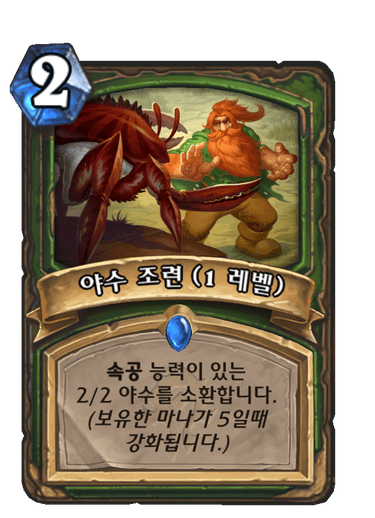 2
야수 조련 (1 레벨)
속공 능력이 있는
2/2 야수를 소환합니다.
(보유한 마나가 5일때
강화됩니다.)